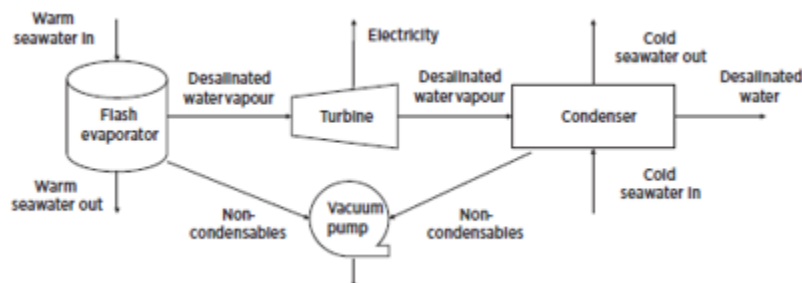 Warm
seawater in
Flash
evaporator
Warm
seawater out
Desalinated
water vapour
Electricity
Turbine
Desalinated
water vapour
Cold
seawater out
Condenser
Desalinated
water
Cold
seawater in
Non-
condensables
Vacuum
pump
Non-
condensables